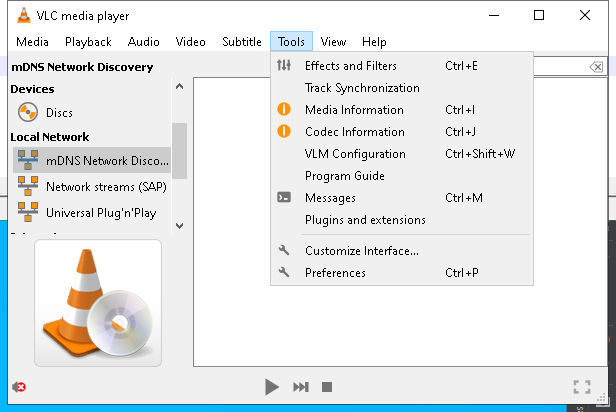 VLC media player
Media Playback Audio Video Subtitle Tools View Help
mDNS Network Discovery
Devices
Discs
Local Network
mDNS Network Disco...
Network streams (SAP)
Universal Plug'n'Play
Effects and Filters Ctrl+E
Track Synchronization
Media Information Ctrl+I
Codec Information Ctrl+J
VLM Configuration Ctrl+Shift+W
Program Guide
Messages Ctrl+M
Plugins and extensions
Customize Interface...
Preferences Ctrl+P